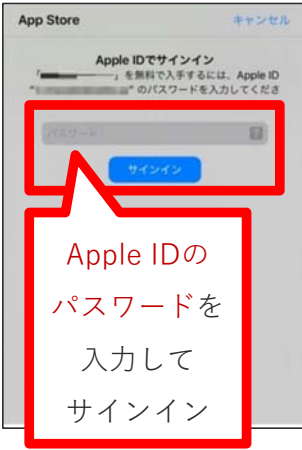 App Store キャンセル
Apple IDでサインイン
「 」を無料で入手するには、Apple ID
" "のパスワードを入力してくださ
パスワード ?
サインイン
Apple IDの
パスワードを
入力して
サインイン